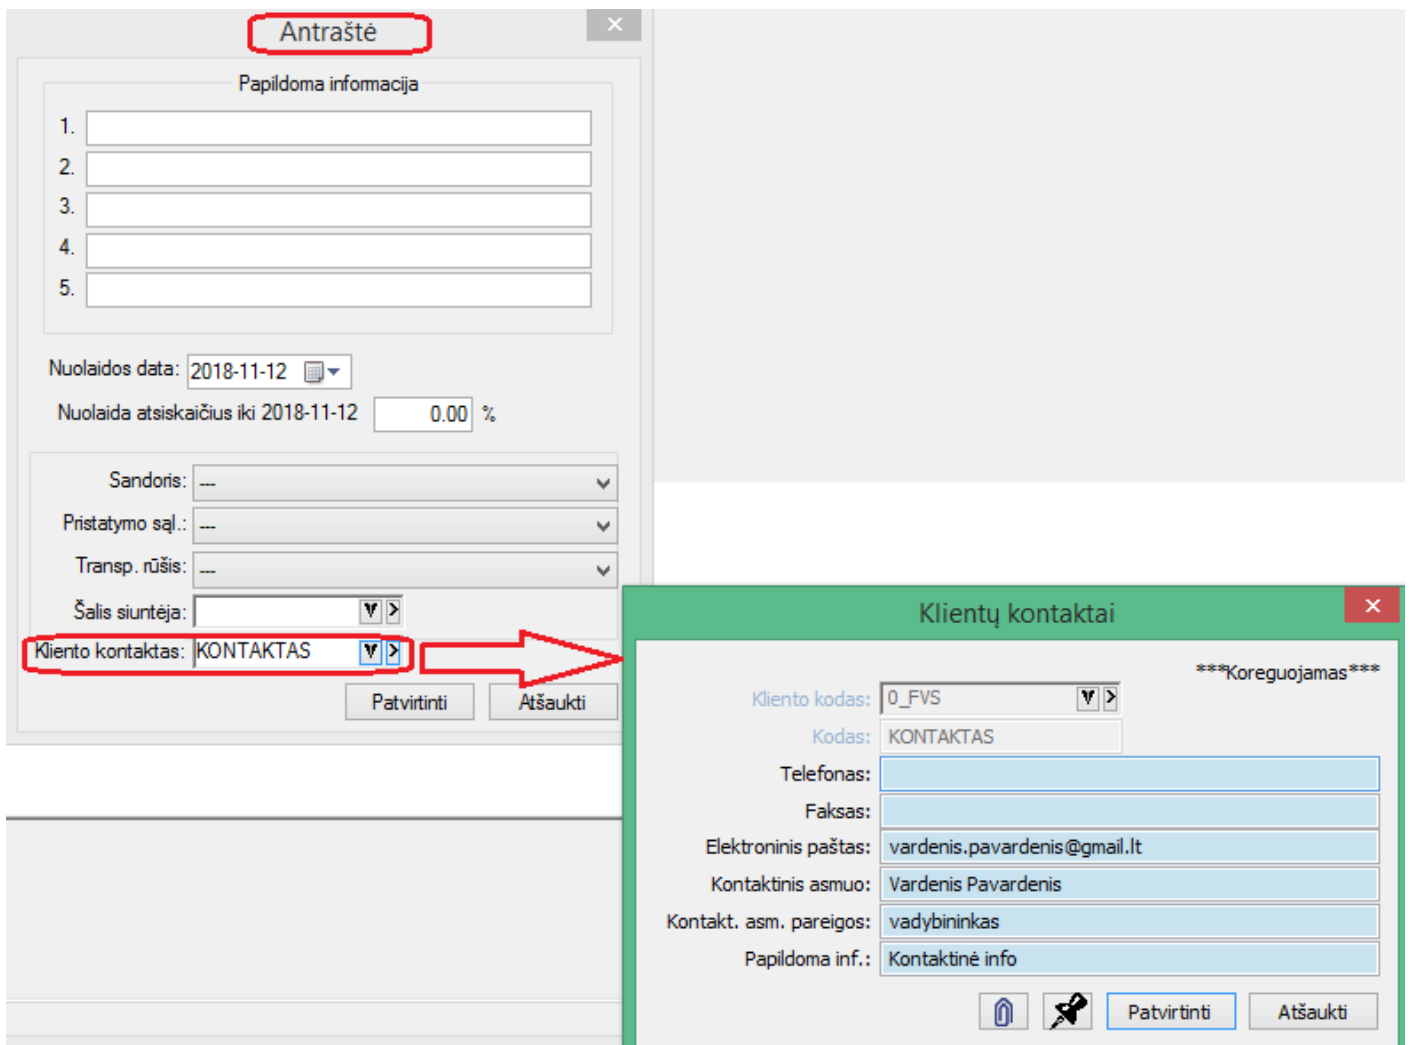 Antraštė
Papildoma informacija
1.
2.
3.
4.
5.
Nuolaidos data: 2018-11-12
Nuolaida atsiskaičius iki 2018-11-12 0.00 %
Sandoris: ---
Pristatymo sąl.: ---
Transp. rūšis: ---
Šalis siuntėja:
Kliento kontaktas: KONTAKTAS
Patvirtinti Atšaukti
Klientų kontaktai
***Koreguojamas***
Kliento kodas: 0_FVS
Kodas: KONTAKTAS
Telefonas:
Faksas:
Elektroninis paštas: vardenis.pavardenis@gmail.lt
Kontaktinis asmuo: Vardenis Pavardenis
Kontakt. asm. pareigos: vadybininkas
Papildoma inf.: Kontaktinė info
Patvirtinti Atšaukti